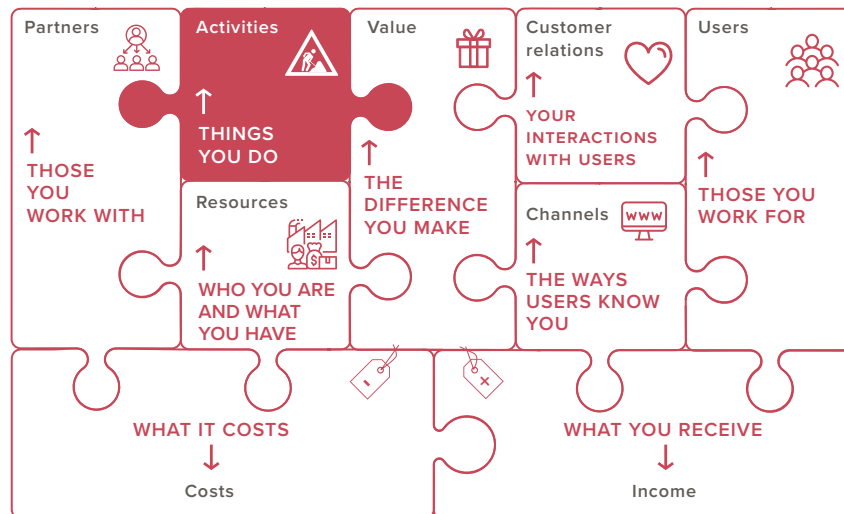 Partners
THOSE
YOU
WORK WITH
Activities
THINGS
YOU DO
Resources
$
WHO YOU ARE
AND WHAT
YOU HAVE
Value
THE
DIFFERENCE
YOU MAKE
Customer
relations
YOUR
INTERACTIONS
WITH USERS
Channels
www
THE WAYS
USERS KNOW
YOU
Users
THOSE YOU
WORK FOR
-
+
WHAT IT COSTS
Costs
WHAT YOU RECEIVE
Income